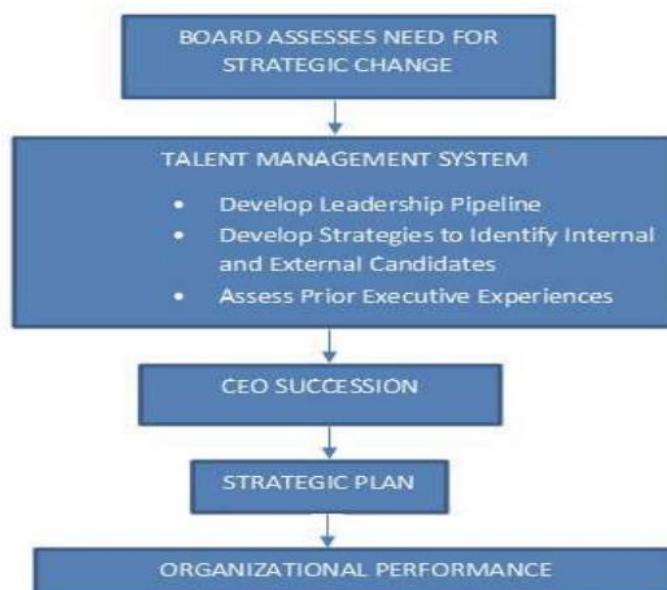 BOARD ASSESSES NEED FOR
STRATEGIC CHANGE
TALENT MANAGEMENT SYSTEM
• Develop Leadership Pipeline
• Develop Strategies to Identify Internal
and External Candidates
• Assess Prior Executive Experiences
CEO SUCCESSION
STRATEGIC PLAN
ORGANIZATIONAL PERFORMANCE